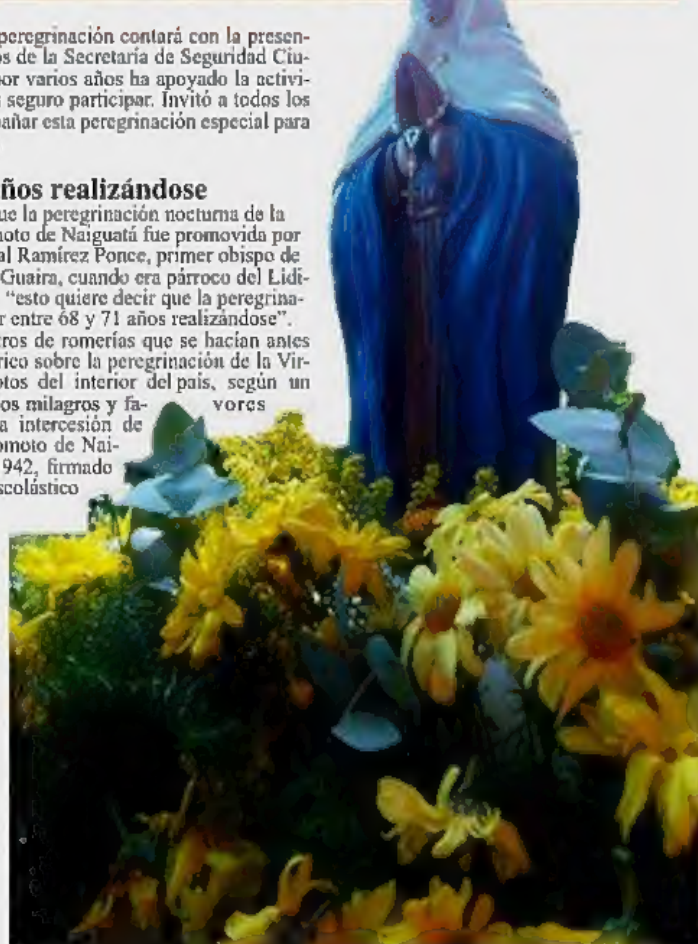 peregrinación contará con la presen-
os de la Secretaría de Seguridad Ciu-
por varios años ha apoyado la activi-
seguro participar. Invitó a todos los
añar esta peregrinación especial para
ños realizándose
ue la peregrinación nocturna de la
moto de Naiguatá fue promovida por
al Ramírez Ponce, primer obispo de
Guaira, cuando era párroco del Lidi-
"esto quiere decir que la peregrina-
r entre 68 y 71 años realizándose".
ros de romerías que se hacían antes
rico sobre la peregrinación de la Vir-
otos del interior del país, según un
os milagros y fa- vores
a intercesión de
omoto de Nai-
942, firmado
scolástico